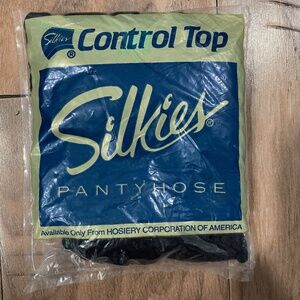 Silkies® Control Top
Silkies®
PANTYHOSE
Available Only From HOSIERY CORPORATION OF AMERICA